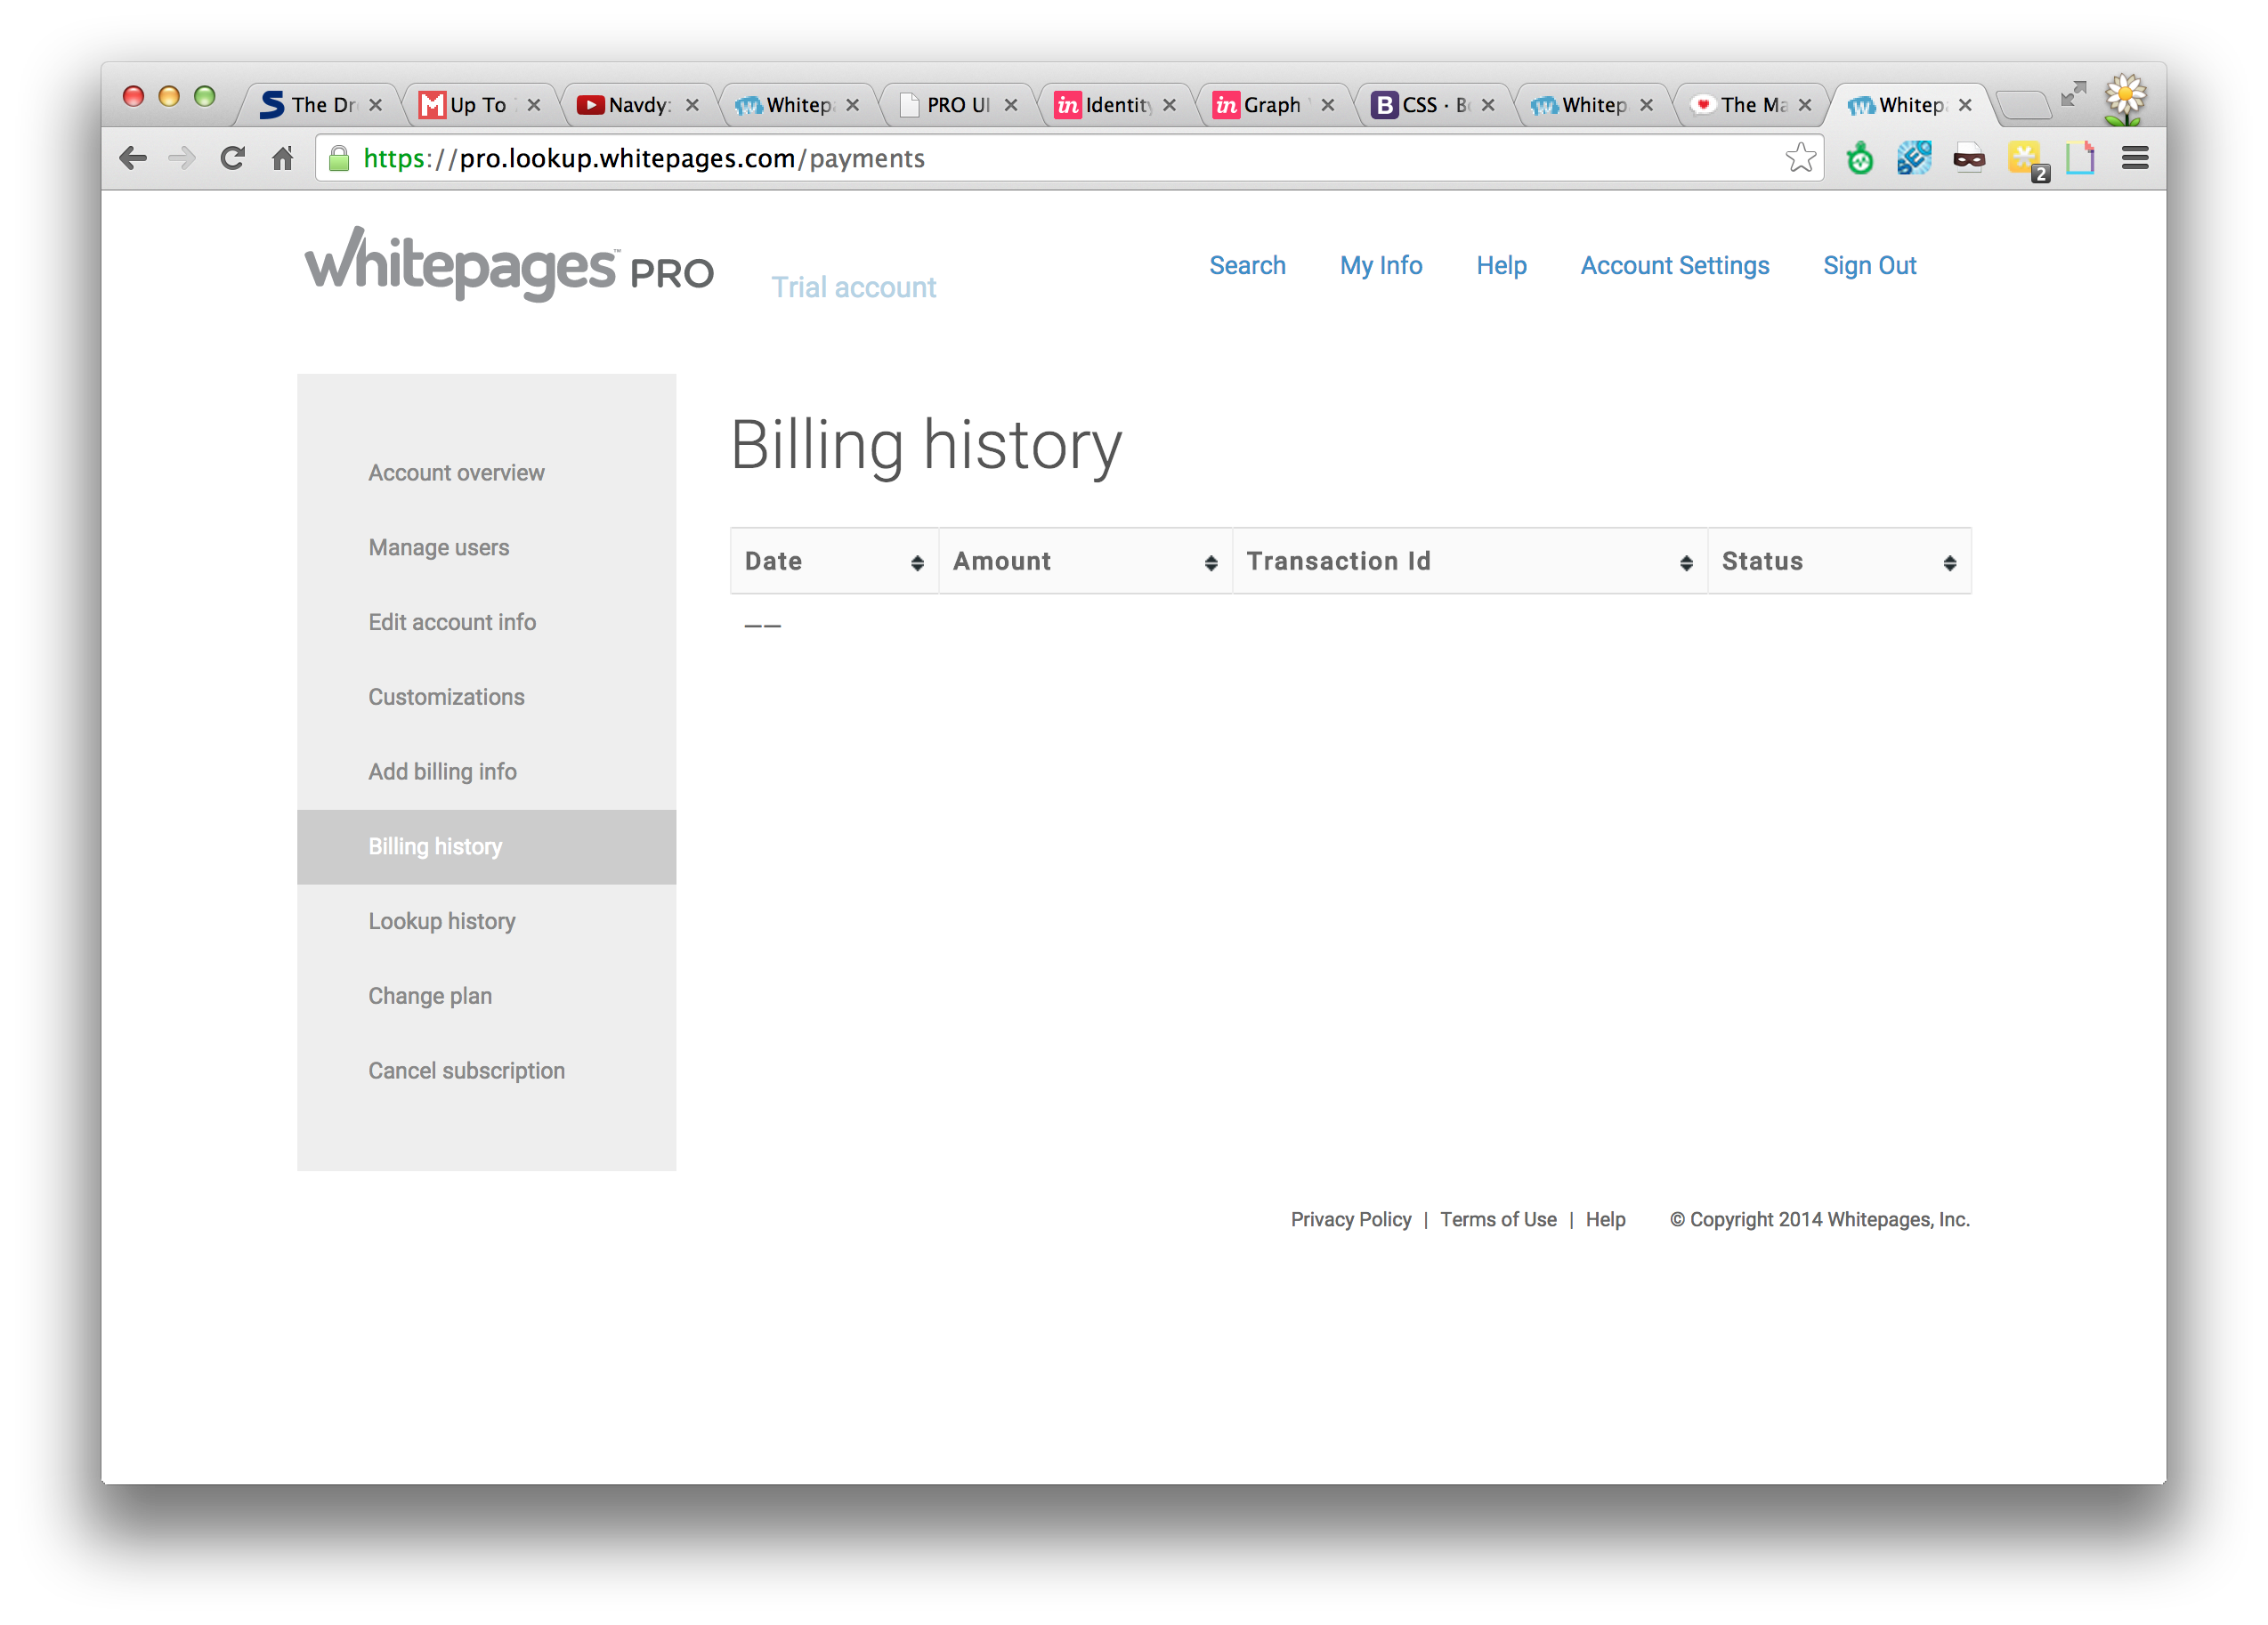 The Dr
Up To
Navdy:
Whitep
PRO UI
Identity
Graph
CSS · B
Whitep
The Ma
Whitepa
https://pro.lookup.whitepages.com/payments
2
whitepages™ PRO
Trial account
Search
My Info
Help
Account Settings
Sign Out
Account overview
Manage users
Edit account info
Customizations
Add billing info
Billing history
Lookup history
Change plan
Cancel subscription
Billing history
Date Amount Transaction Id Status
——
Privacy Policy | Terms of Use | Help © Copyright 2014 Whitepages, Inc.